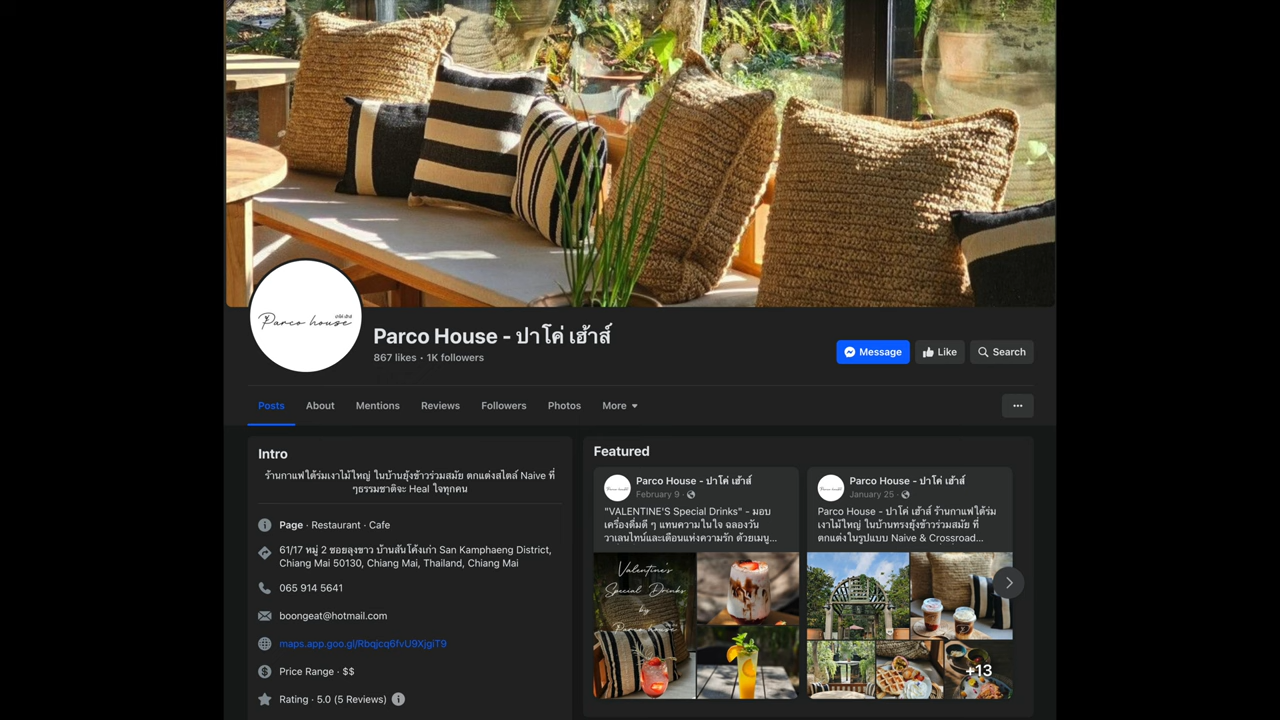 Parco house
ปาโค่ เฮ้าส์
Parco House - ปาโค่ เฮ้าส์
867 likes • 1K followers
Message
Like
Search
Posts
About
Mentions
Reviews
Followers
Photos
More
Intro
ร้านกาแฟใต้ร่มเงาไม้ใหญ่ ในบ้านยุ้งข้าวร่วมสมัย ตกแต่งสไตล์ Naive ที่
ๆธรรมชาติจะ Heal ใจทุกคน
Page · Restaurant · Cafe
61/17 หมู่ 2 ซอยลุงขาว บ้านสันโค้งเก่า San Kamphaeng District,
Chiang Mai 50130, Chiang Mai, Thailand, Chiang Mai
065 914 5641
boongeat@hotmail.com
maps.app.goo.gl/Rbqjcq6fvU9XjgiT9
Price Range · $$
Rating · 5.0 (5 Reviews)
Featured
Parco House - ปาโค่ เฮ้าส์
February 9 ·
"VALENTINE'S Special Drinks" - มอบ
เครื่องดื่มดี ๆ แทนความในใจ ฉลองวัน
วาเลนไทน์และเดือนแห่งความรัก ด้วยเมนู...
Valentine's
Special Drinks
by
Parco house
Parco House - ปาโค่ เฮ้าส์
January 25 ·
Parco House - ปาโค่ เฮ้าส์ ร้านกาแฟใต้ร่ม
เงาไม้ใหญ่ ในบ้านทรงยุ้งข้าวร่วมสมัย ที่
ตกแต่งในรูปแบบ Naive & Crossroad...
+13